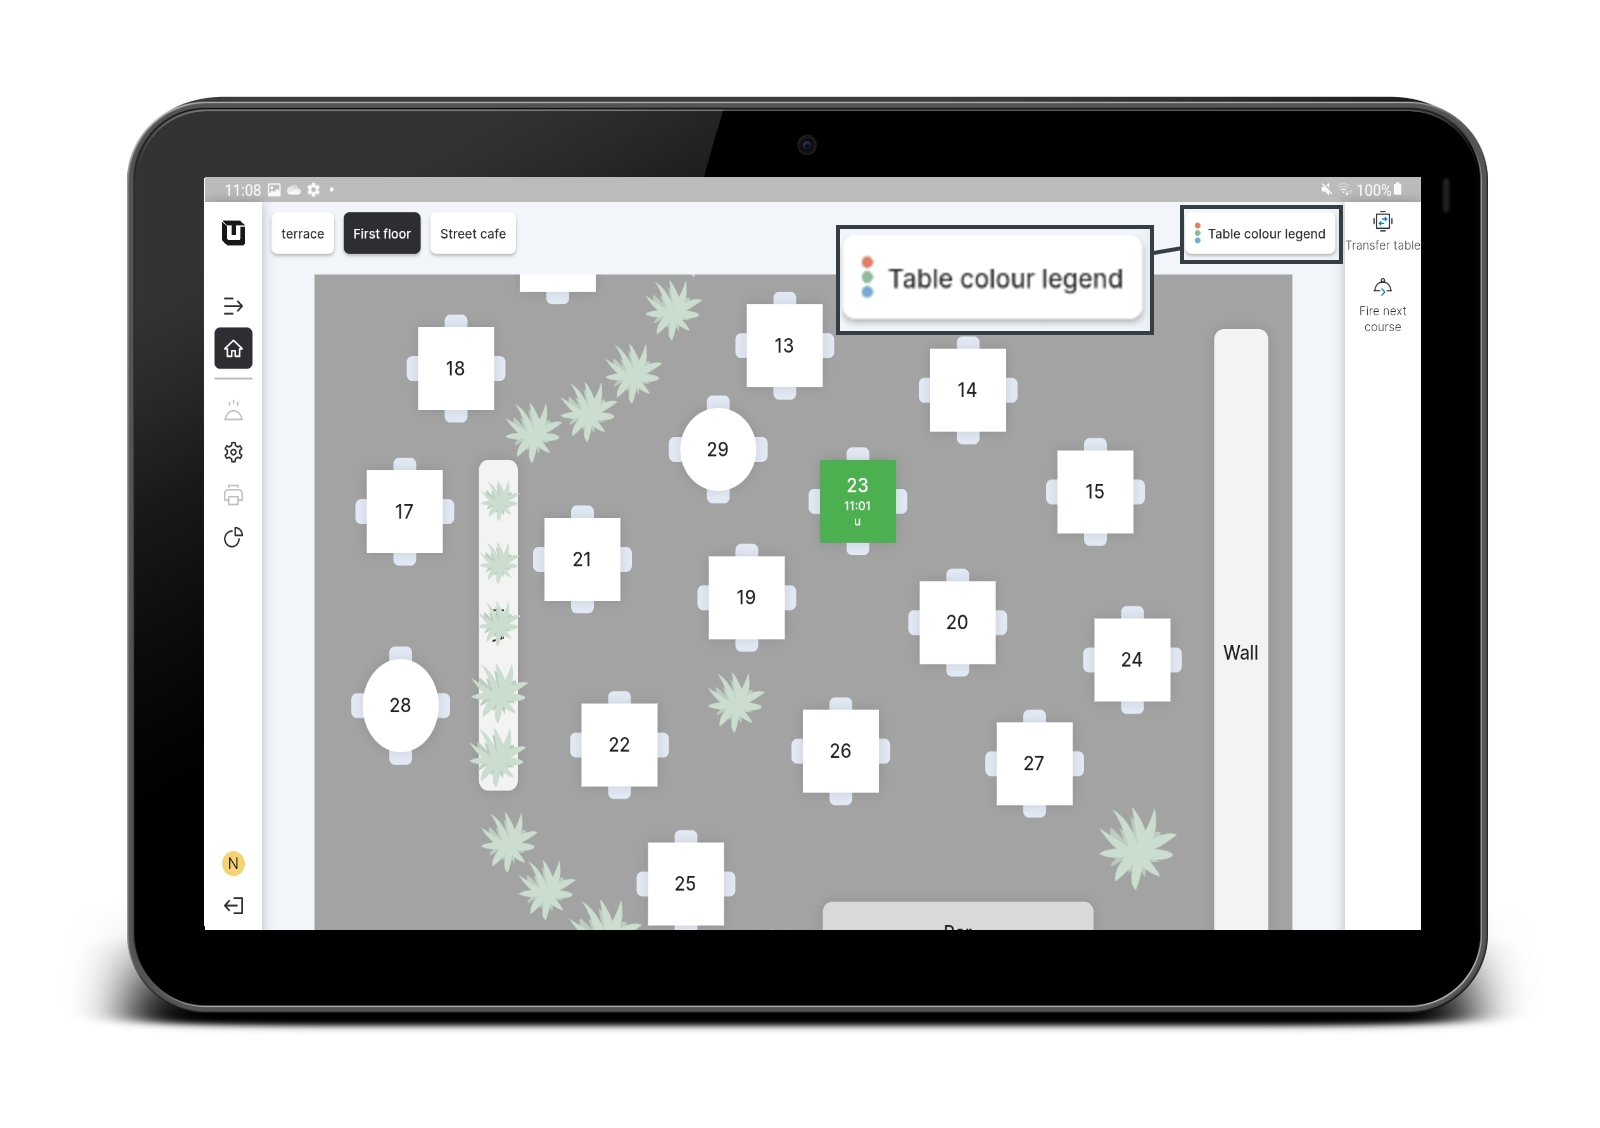 11:08
100%
terrace
First floor
Street cafe
Table colour legend
Table colour legend
Transfer table
Fire next
course
13
18
14
29
23
11:01
u
15
17
21
19
20
24
Wall
28
22
26
27
N
25